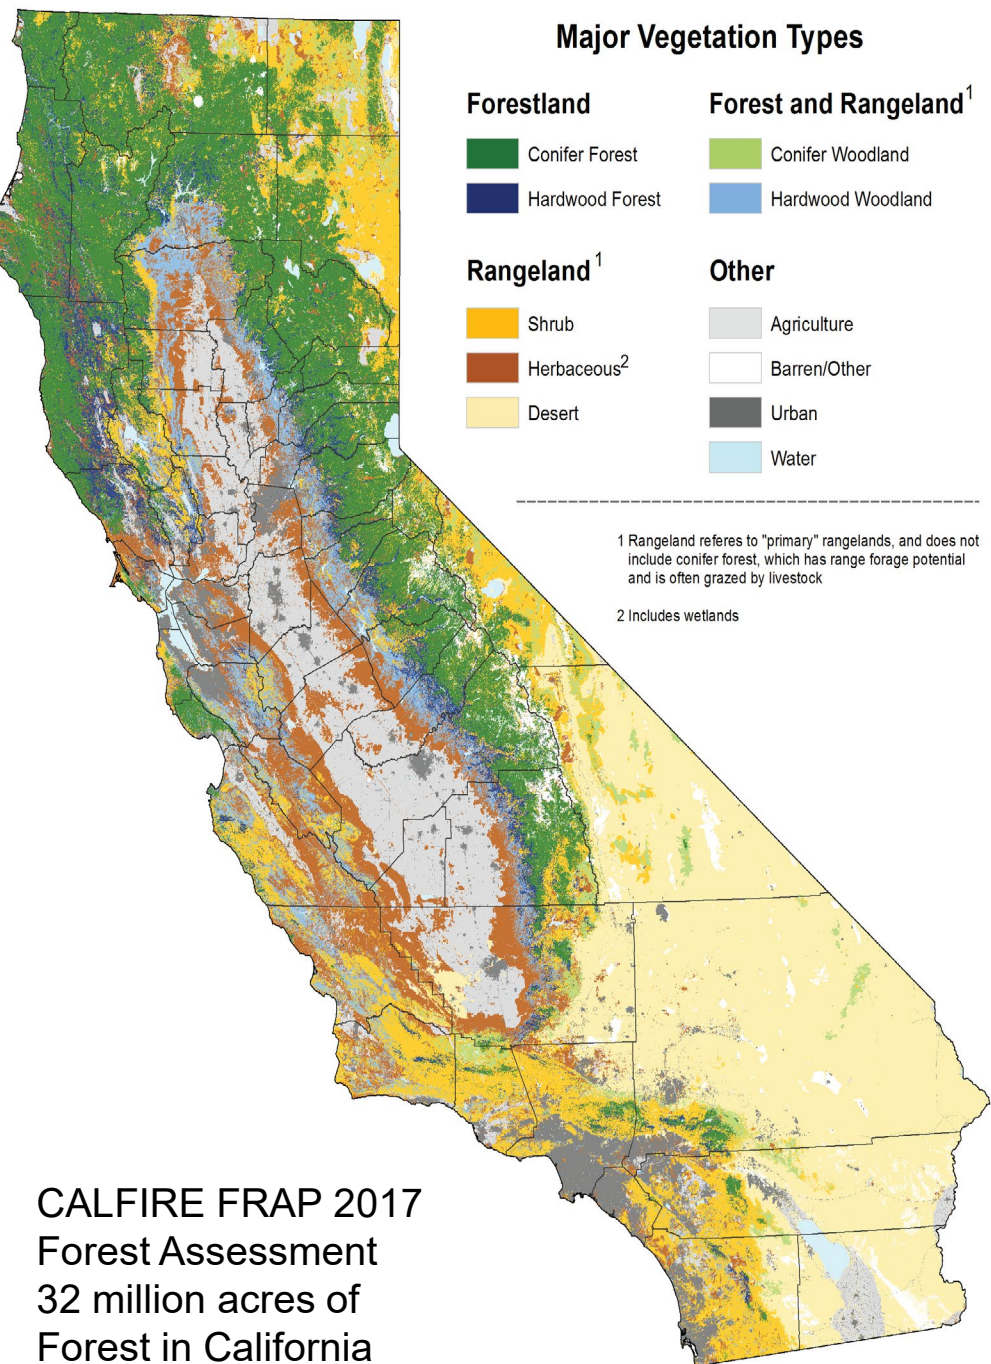 Major Vegetation Types
Forestland
Conifer Forest
Hardwood Forest
Forest and Rangeland1
Conifer Woodland
Hardwood Woodland
Rangeland 1
Shrub
Herbaceous2
Desert
Other
Agriculture
Barren/Other
Urban
Water
1 Rangeland referes to "primary" rangelands, and does not
include conifer forest, which has range forage potential
and is often grazed by livestock
2 Includes wetlands
CALFIRE FRAP 2017
Forest Assessment
32 million acres of
Forest in California